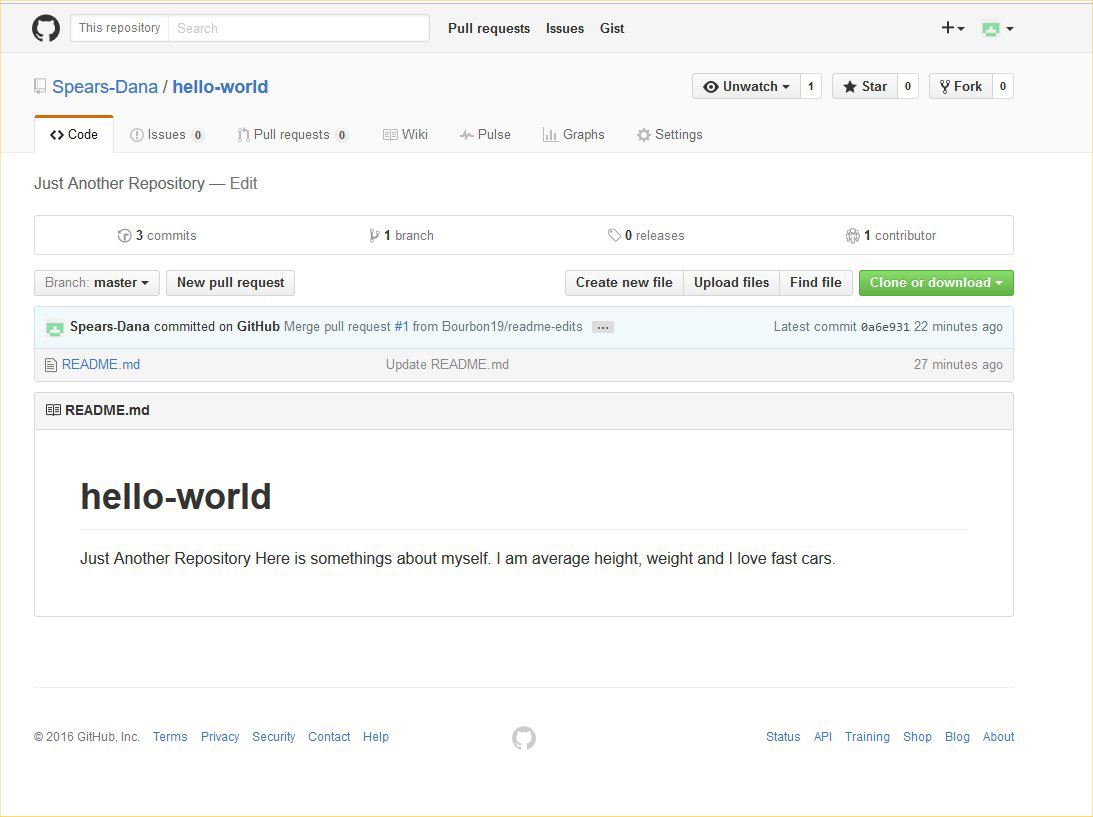 This repository Search Pull requests Issues Gist
Spears-Dana / hello-world Unwatch 1 Star 0 Fork 0
Code Issues 0 Pull requests 0 Wiki Pulse Graphs Settings
Just Another Repository — Edit
3 commits 1 branch 0 releases 1 contributor
Branch: master New pull request Create new file Upload files Find file Clone or download
Spears-Dana committed on GitHub Merge pull request #1 from Bourbon19/readme-edits ... Latest commit 0a6e931 22 minutes ago
README.md Update README.md 27 minutes ago
README.md
hello-world
Just Another Repository Here is somethings about myself. I am average height, weight and I love fast cars.
© 2016 GitHub, Inc. Terms Privacy Security Contact Help Status API Training Shop Blog About